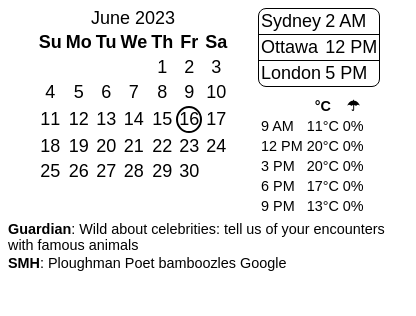 June 2023
Su Mo Tu We Th Fr Sa
1 2 3
4 5 6 7 8 9 10
11 12 13 14 15 16 17
18 19 20 21 22 23 24
25 26 27 28 29 30
Sydney 2 AM
Ottawa 12 PM
London 5 PM
°C ☂
9 AM 11°C 0%
12 PM 20°C 0%
3 PM 20°C 0%
6 PM 17°C 0%
9 PM 13°C 0%
Guardian: Wild about celebrities: tell us of your encounters
with famous animals
SMH: Ploughman Poet bamboozles Google